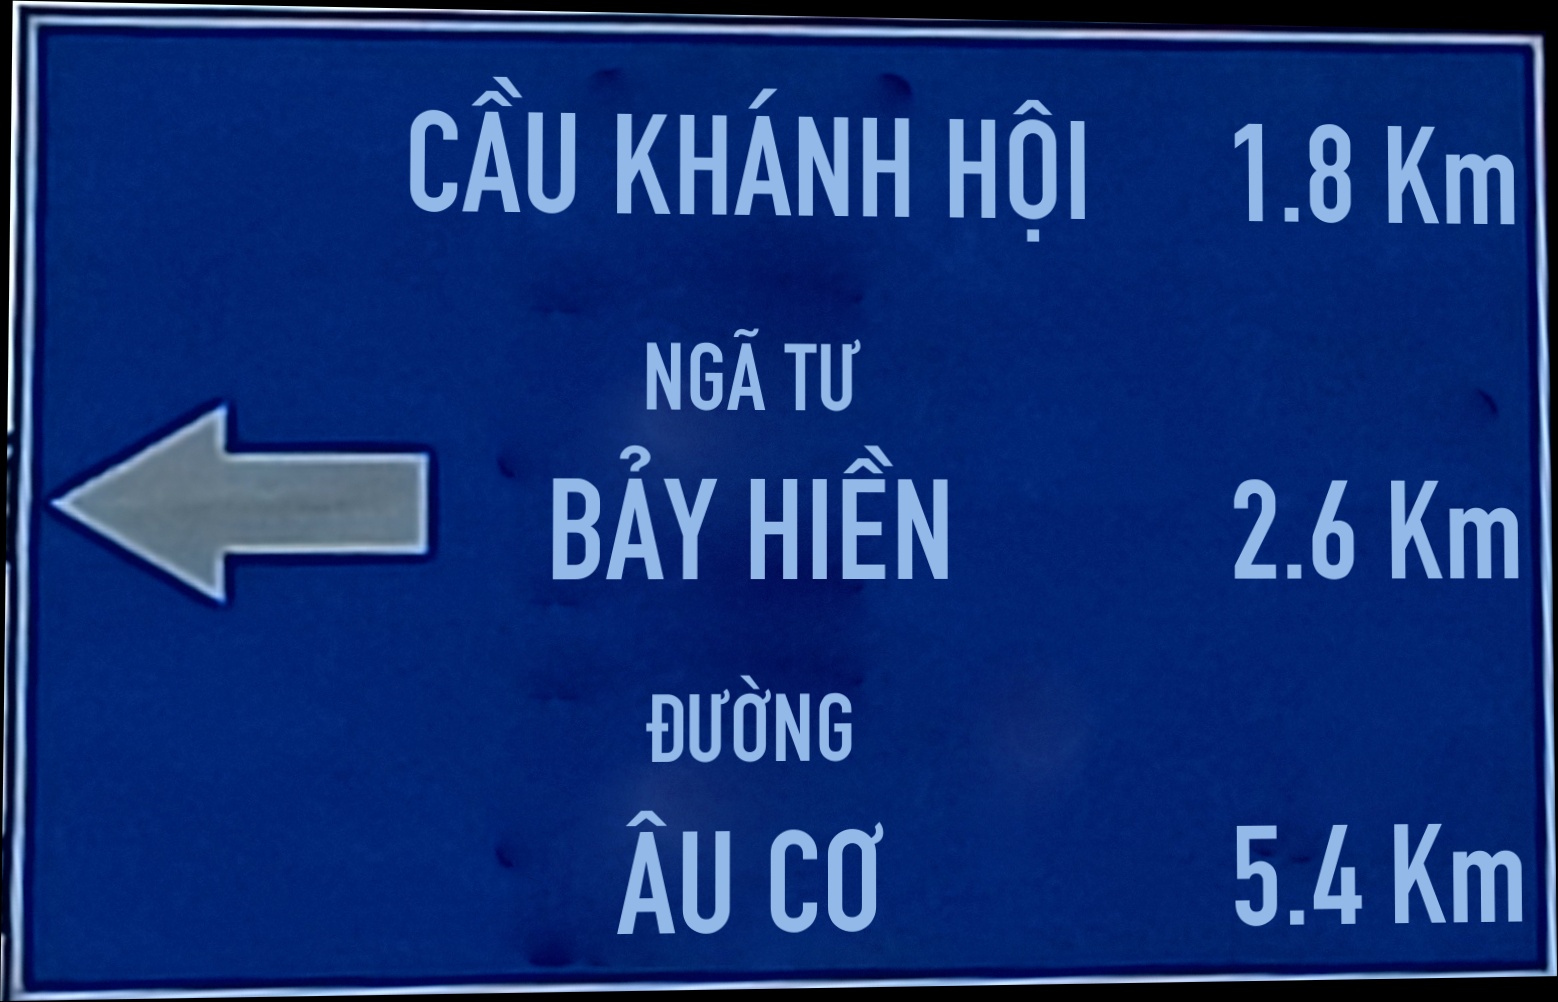 CẦU KHÁNH HỘI 1.8 Km
NGÃ TƯ
BẢY HIỀN 2.6 Km
ĐƯỜNG
ÂU CƠ 5.4 Km